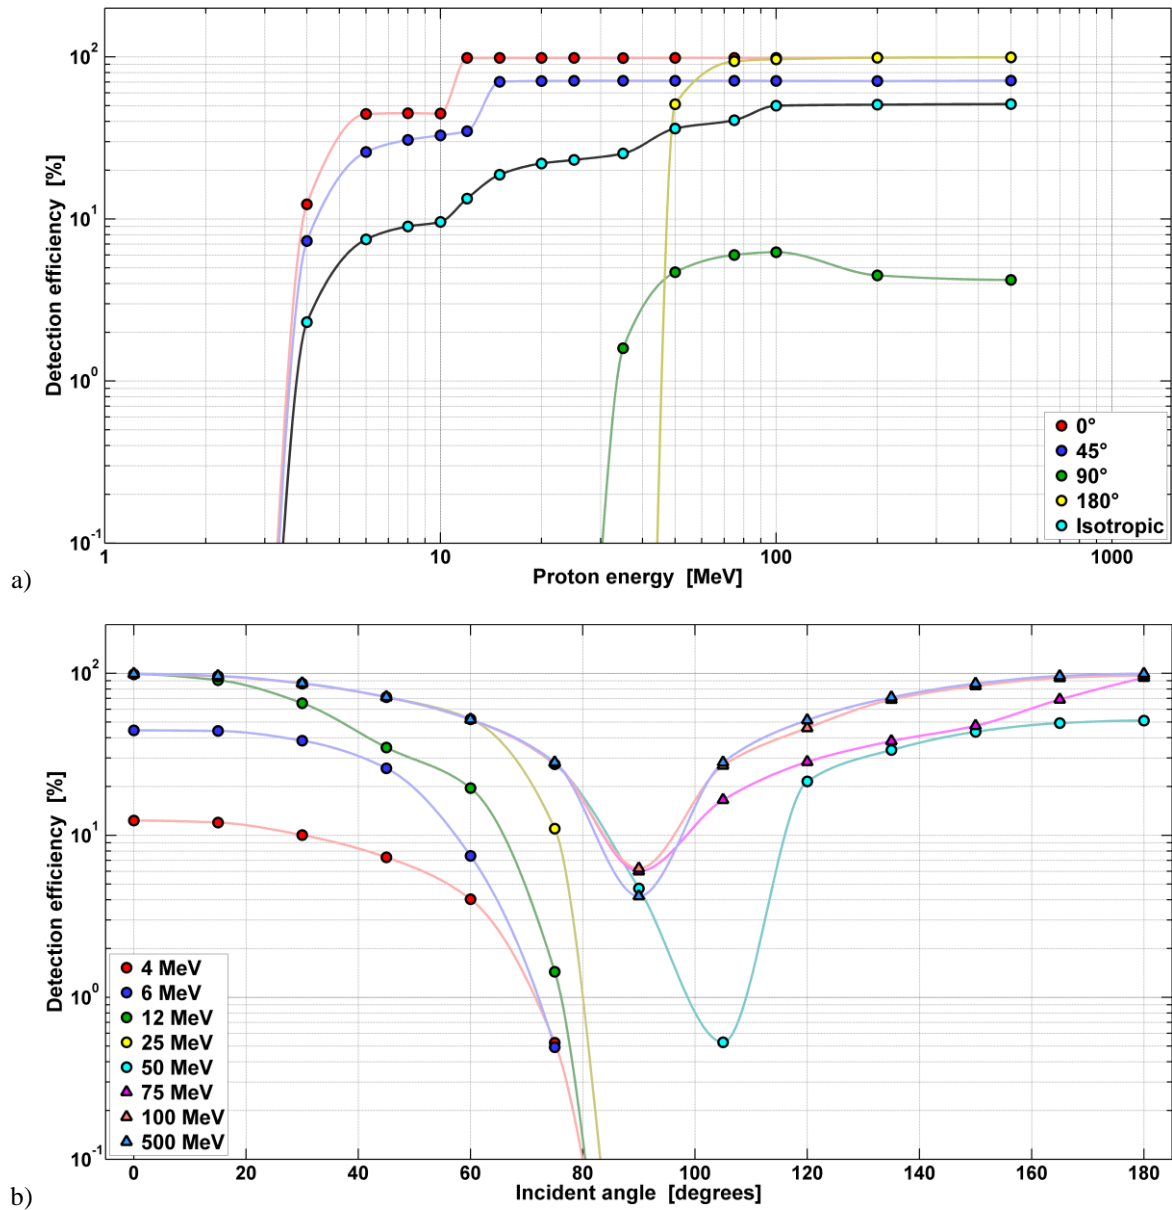 10²
10¹
10⁰
10⁻¹
Detection efficiency [%]
0°
45°
90°
180°
Isotropic
1 10 100 1000
Proton energy [MeV]
a)
10²
10¹
10⁰
10⁻¹
Detection efficiency [%]
4 MeV
6 MeV
12 MeV
25 MeV
50 MeV
75 MeV
100 MeV
500 MeV
0 20 40 60 80 100 120 140 160 180
Incident angle [degrees]
b)